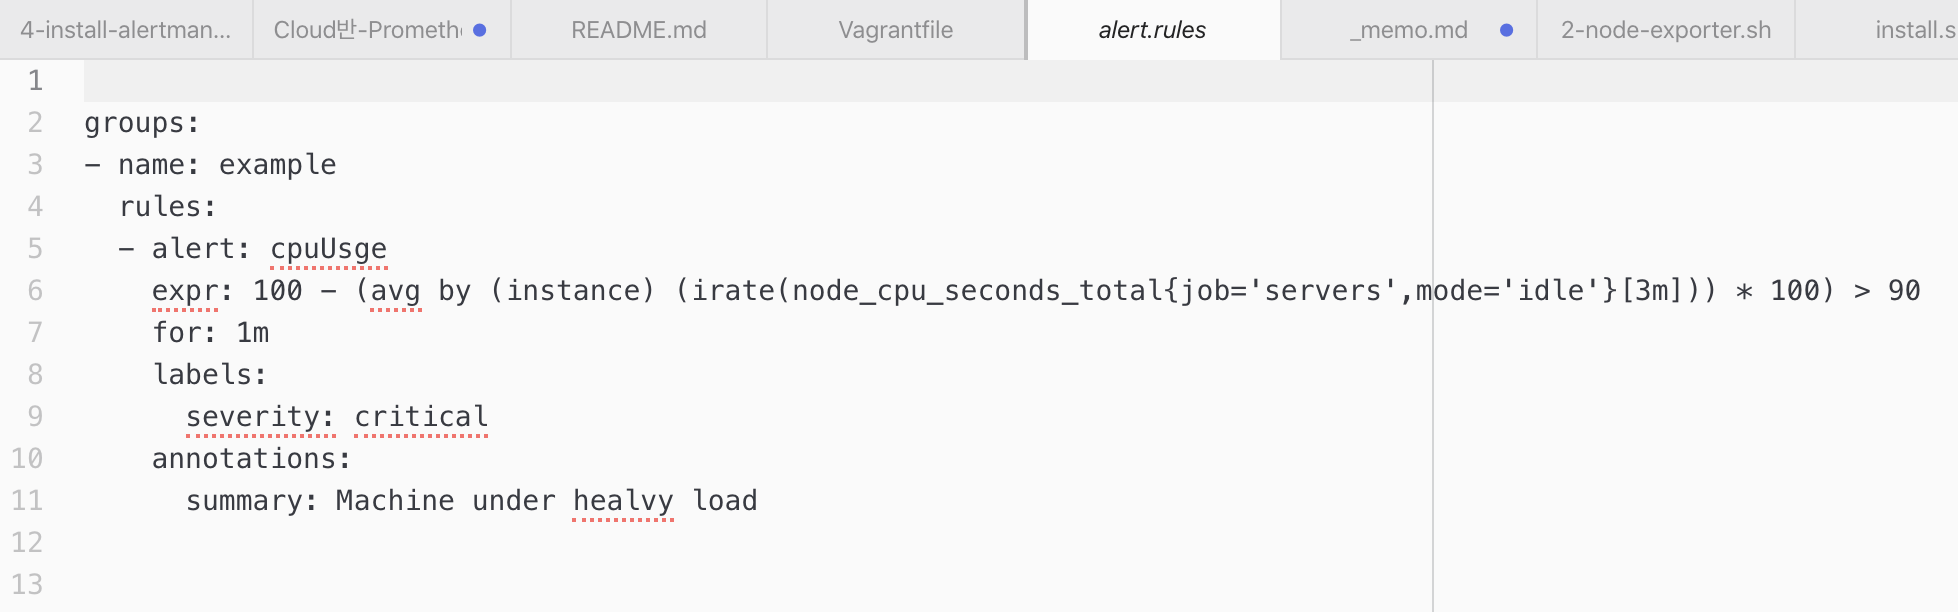 4-install-alertman...
Cloud반-Prometh
README.md
Vagrantfile
alert.rules
_memo.md
2-node-exporter.sh
install.s
1
2 groups:
3 - name: example
4 rules:
5 - alert: cpuUsge
6 expr: 100 - (avg by (instance) (irate(node_cpu_seconds_total{job='servers',mode='idle'}[3m])) * 100) > 90
7 for: 1m
8 labels:
9 severity: critical
10 annotations:
11 summary: Machine under healvy load
12
13